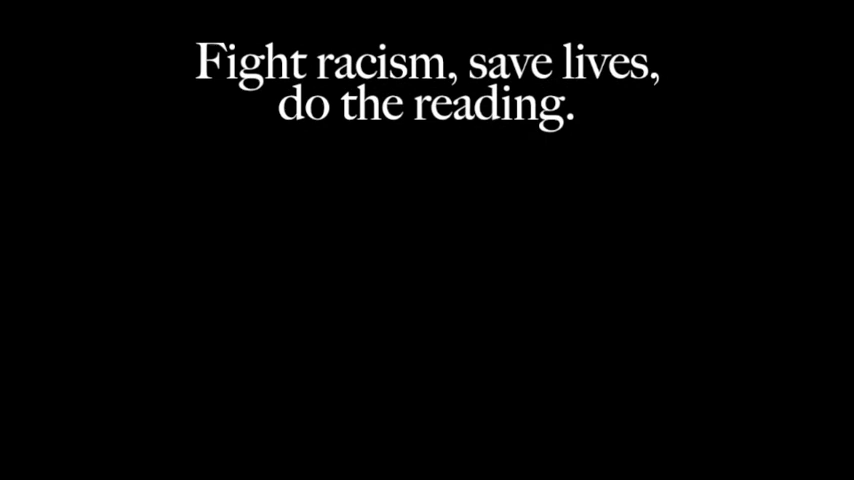 Fight racism, save lives,
do the reading.